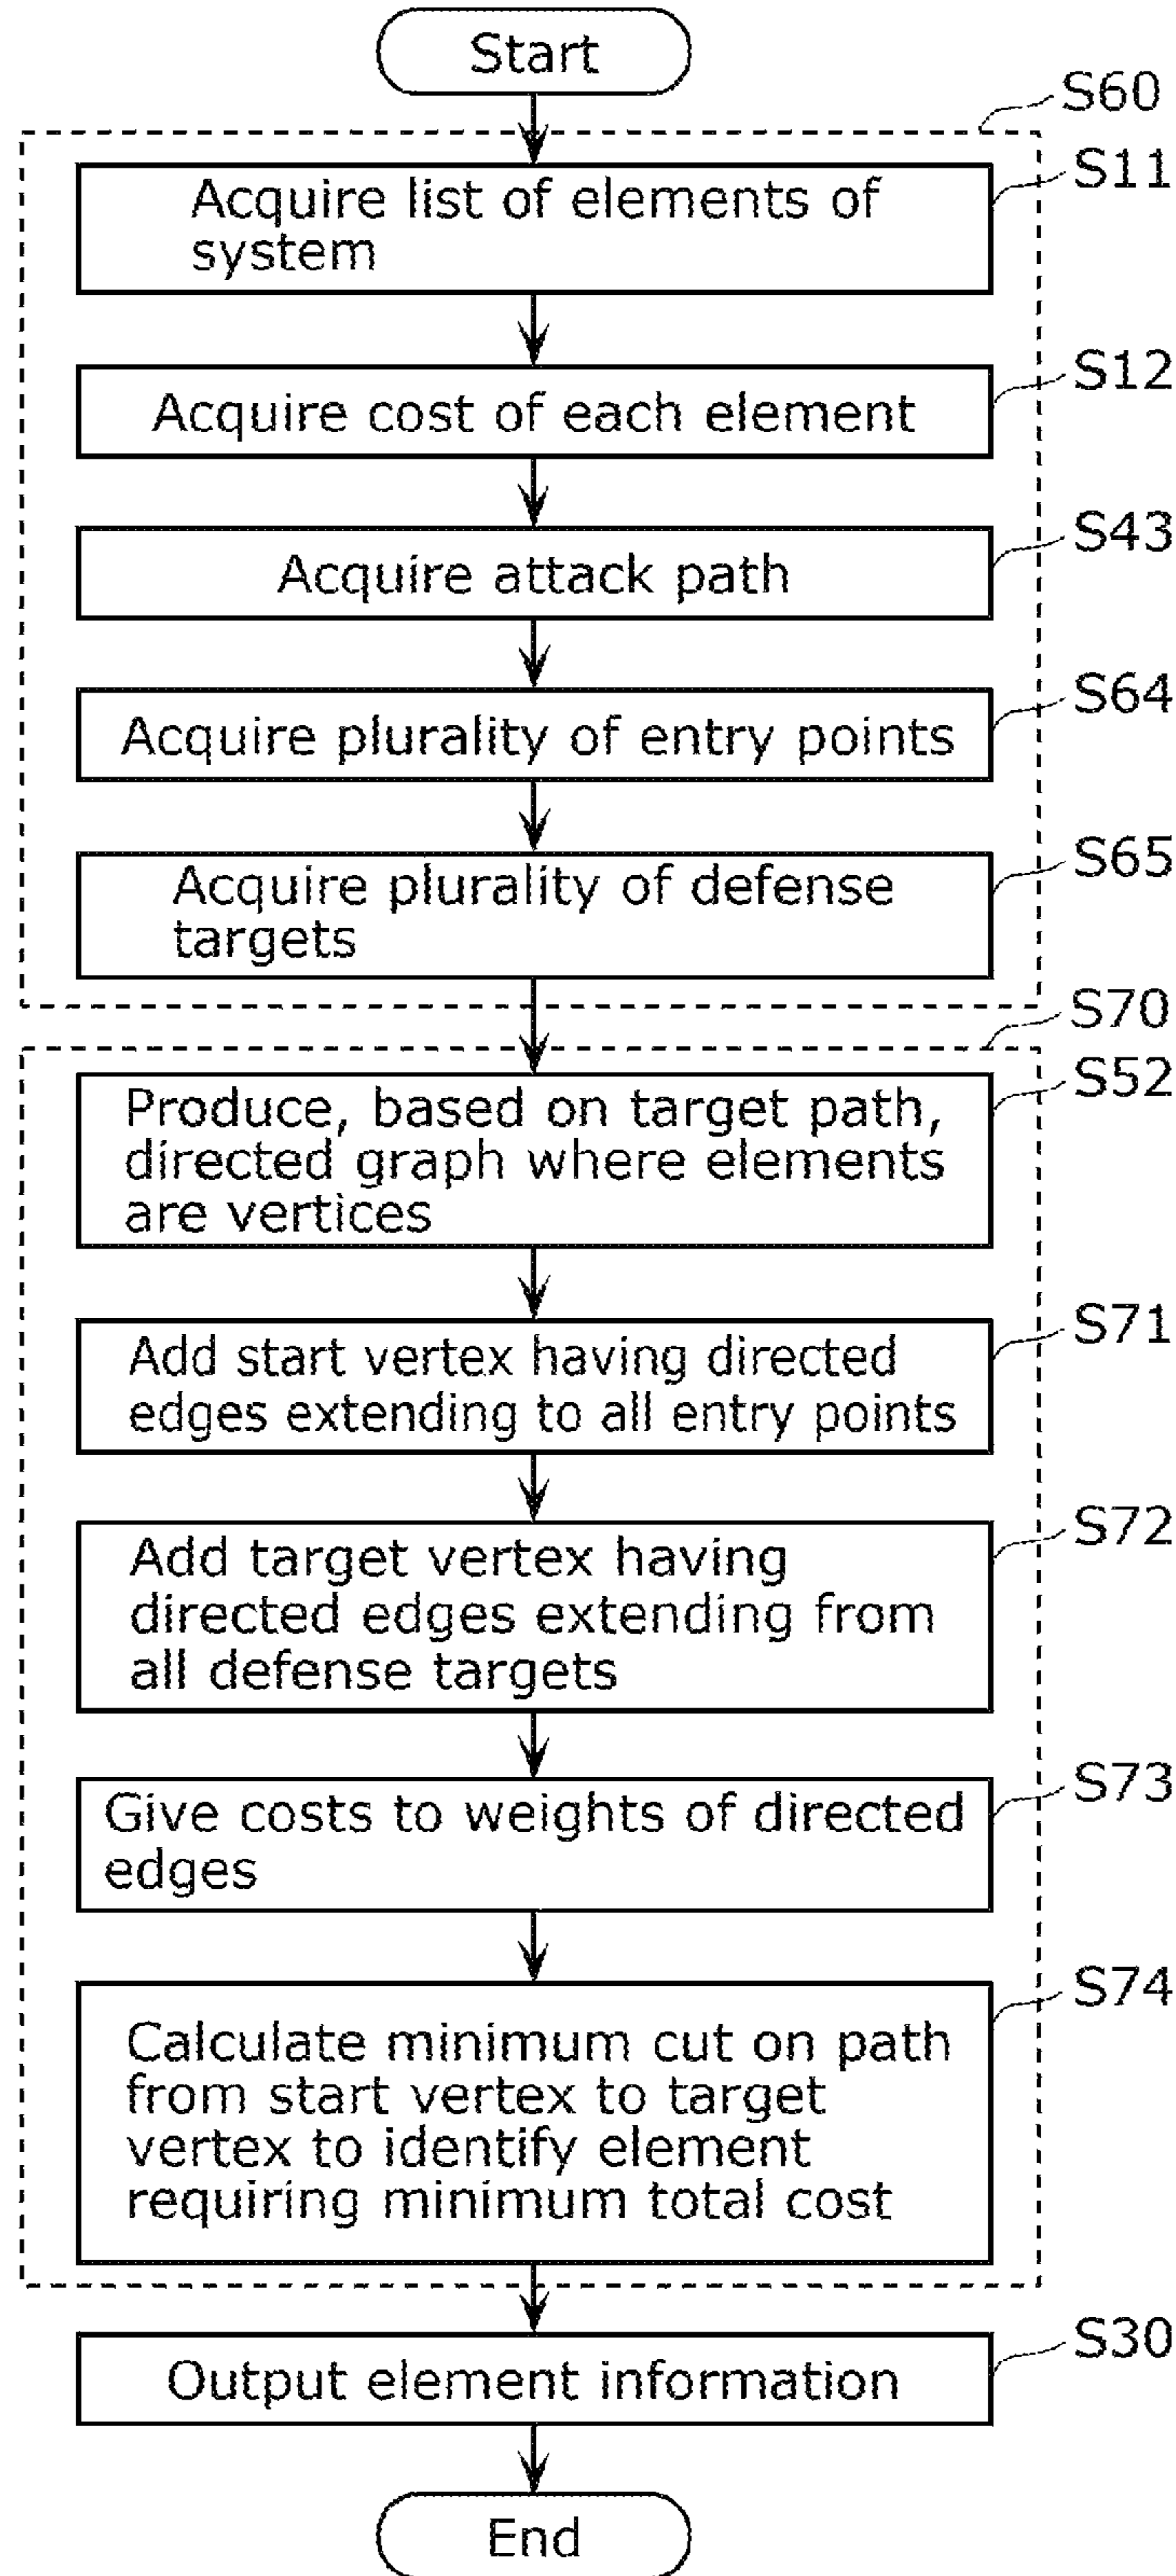 Start
S60
S11
Acquire list of elements of
system
S12
Acquire cost of each element
S43
Acquire attack path
S64
Acquire plurality of entry points
S65
Acquire plurality of defense
targets
S70
S52
Produce, based on target path,
directed graph where elements
are vertices
S71
Add start vertex having directed
edges extending to all entry points
S72
Add target vertex having
directed edges extending from
all defense targets
S73
Give costs to weights of directed
edges
S74
Calculate minimum cut on path
from start vertex to target
vertex to identify element
requiring minimum total cost
S30
Output element information
End